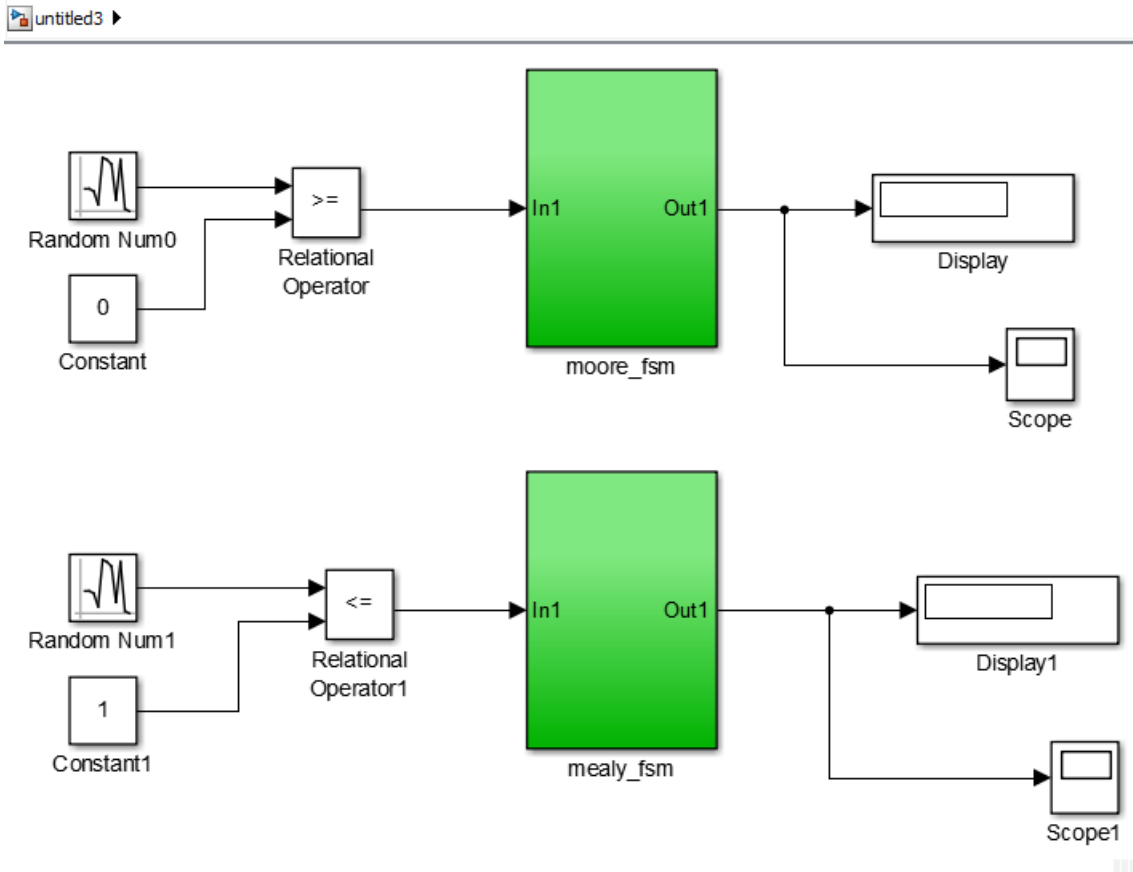 untitled3
>=
In1
Out1
Random Num0
Relational
Operator
Display
0
Constant
moore_fsm
Scope
<=
In1
Out1
Random Num1
Relational
Operator1
Display1
1
Constant1
mealy_fsm
Scope1